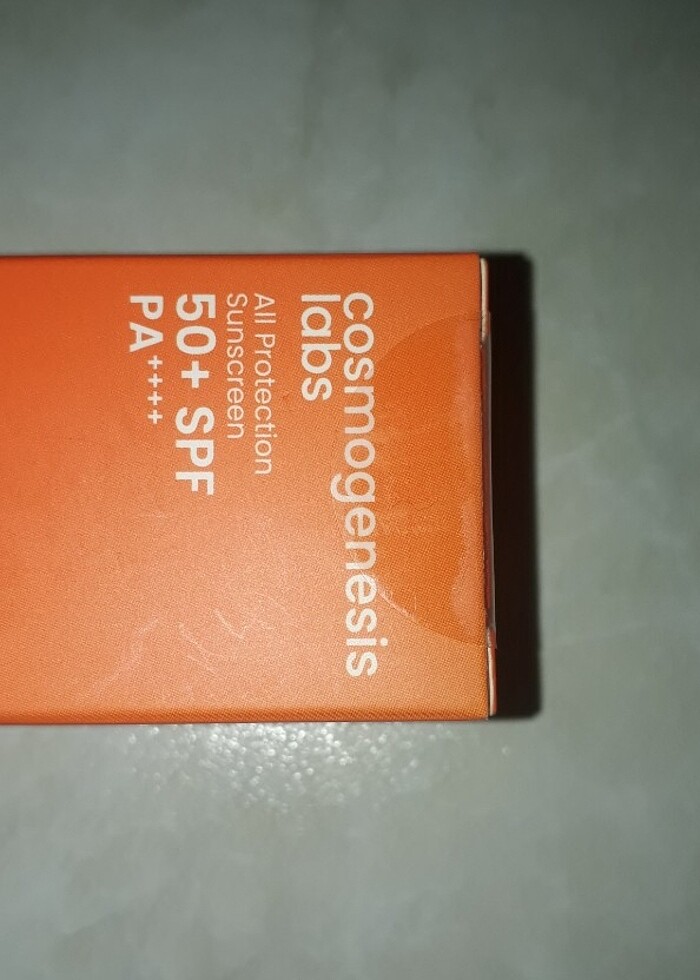 cosmogenesis
labs
All Protection
Sunscreen
50+ SPF
PA++++